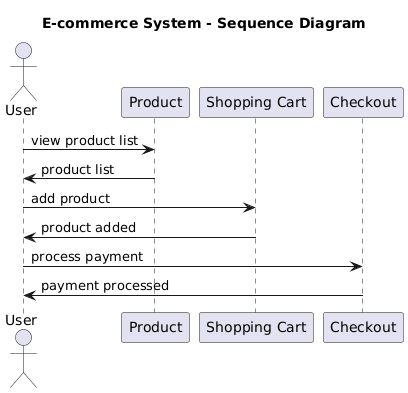 E-commerce System - Sequence Diagram
User
Product
Shopping Cart
Checkout
view product list
product list
add product
product added
process payment
payment processed
User
Product
Shopping Cart
Checkout